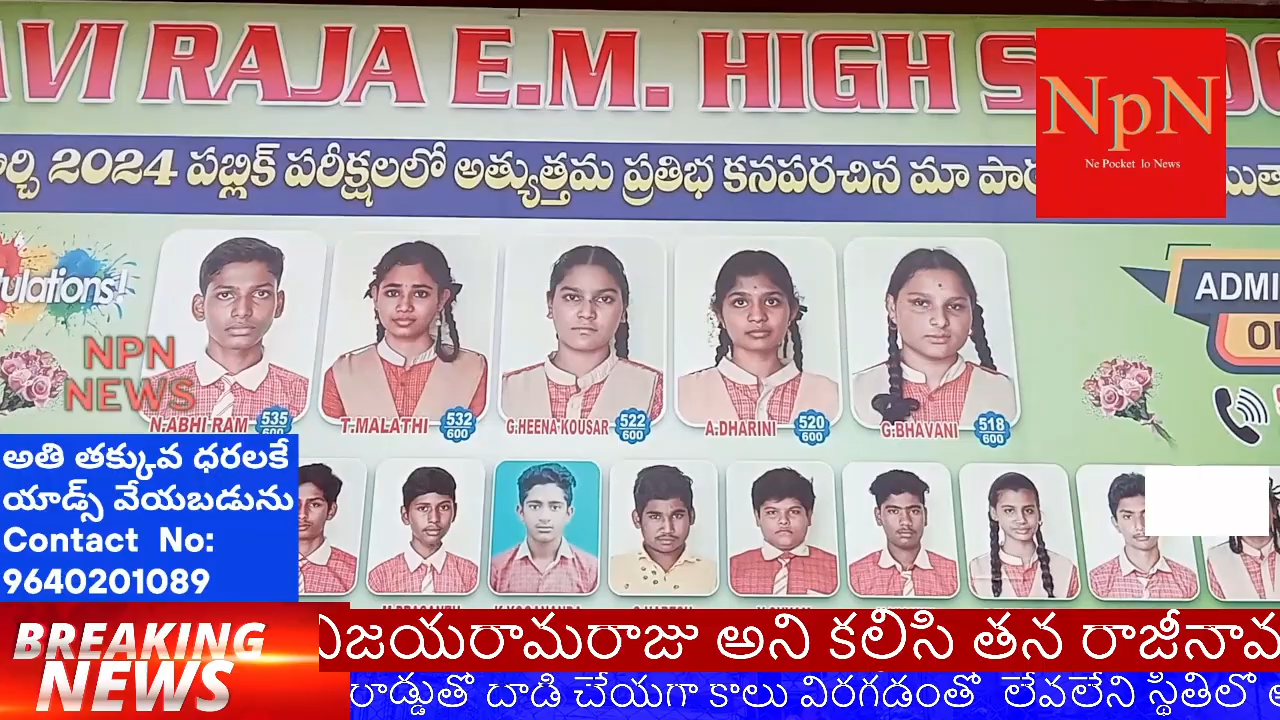 AVI RAJA E.M. HIGH
NpN
Ne Pocket lo News
2024 పబ్లిక్ పరీక్షలలో అత్యుత్తమ ప్రతిభ కనపరచిన మా
ulations!
ADMI
NPN
NEWS
N.ABHI RAM 535 600
T.MALATHI 532 600
G.HEENA KOUSAR 522 600
A.DHARINI 520 600
G.BHAVANI 518 600
అతి తక్కువ ధరలకే
యాడ్స్ వేయబడును
Contact No:
9640201089
BREAKING
NEWS
విజయరామరాజు అని కలిసి తన రాజీనామ
రాడ్డుతో దాడి చేయగా కాలు విరగడంతో లేవలేని స్థితిలో